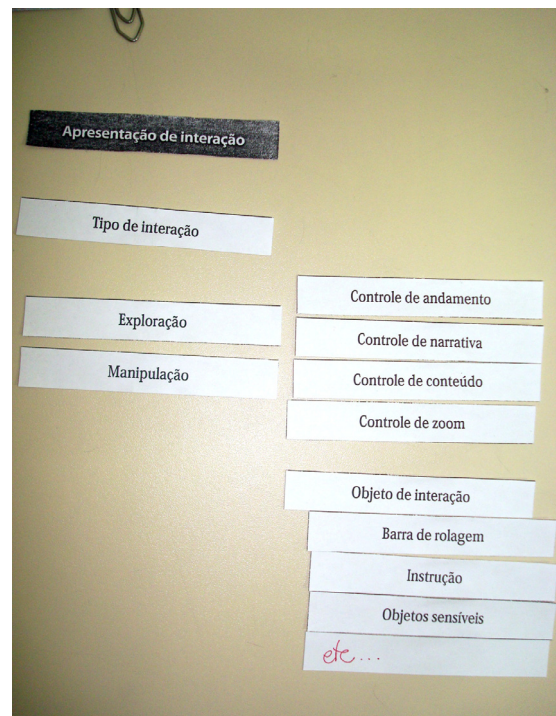 Apresentação de interação
Tipo de interação
Exploração
Manipulação
Controle de andamento
Controle de narrativa
Controle de conteúdo
Controle de zoom
Objeto de interação
Barra de rolagem
Instrução
Objetos sensíveis
etc...